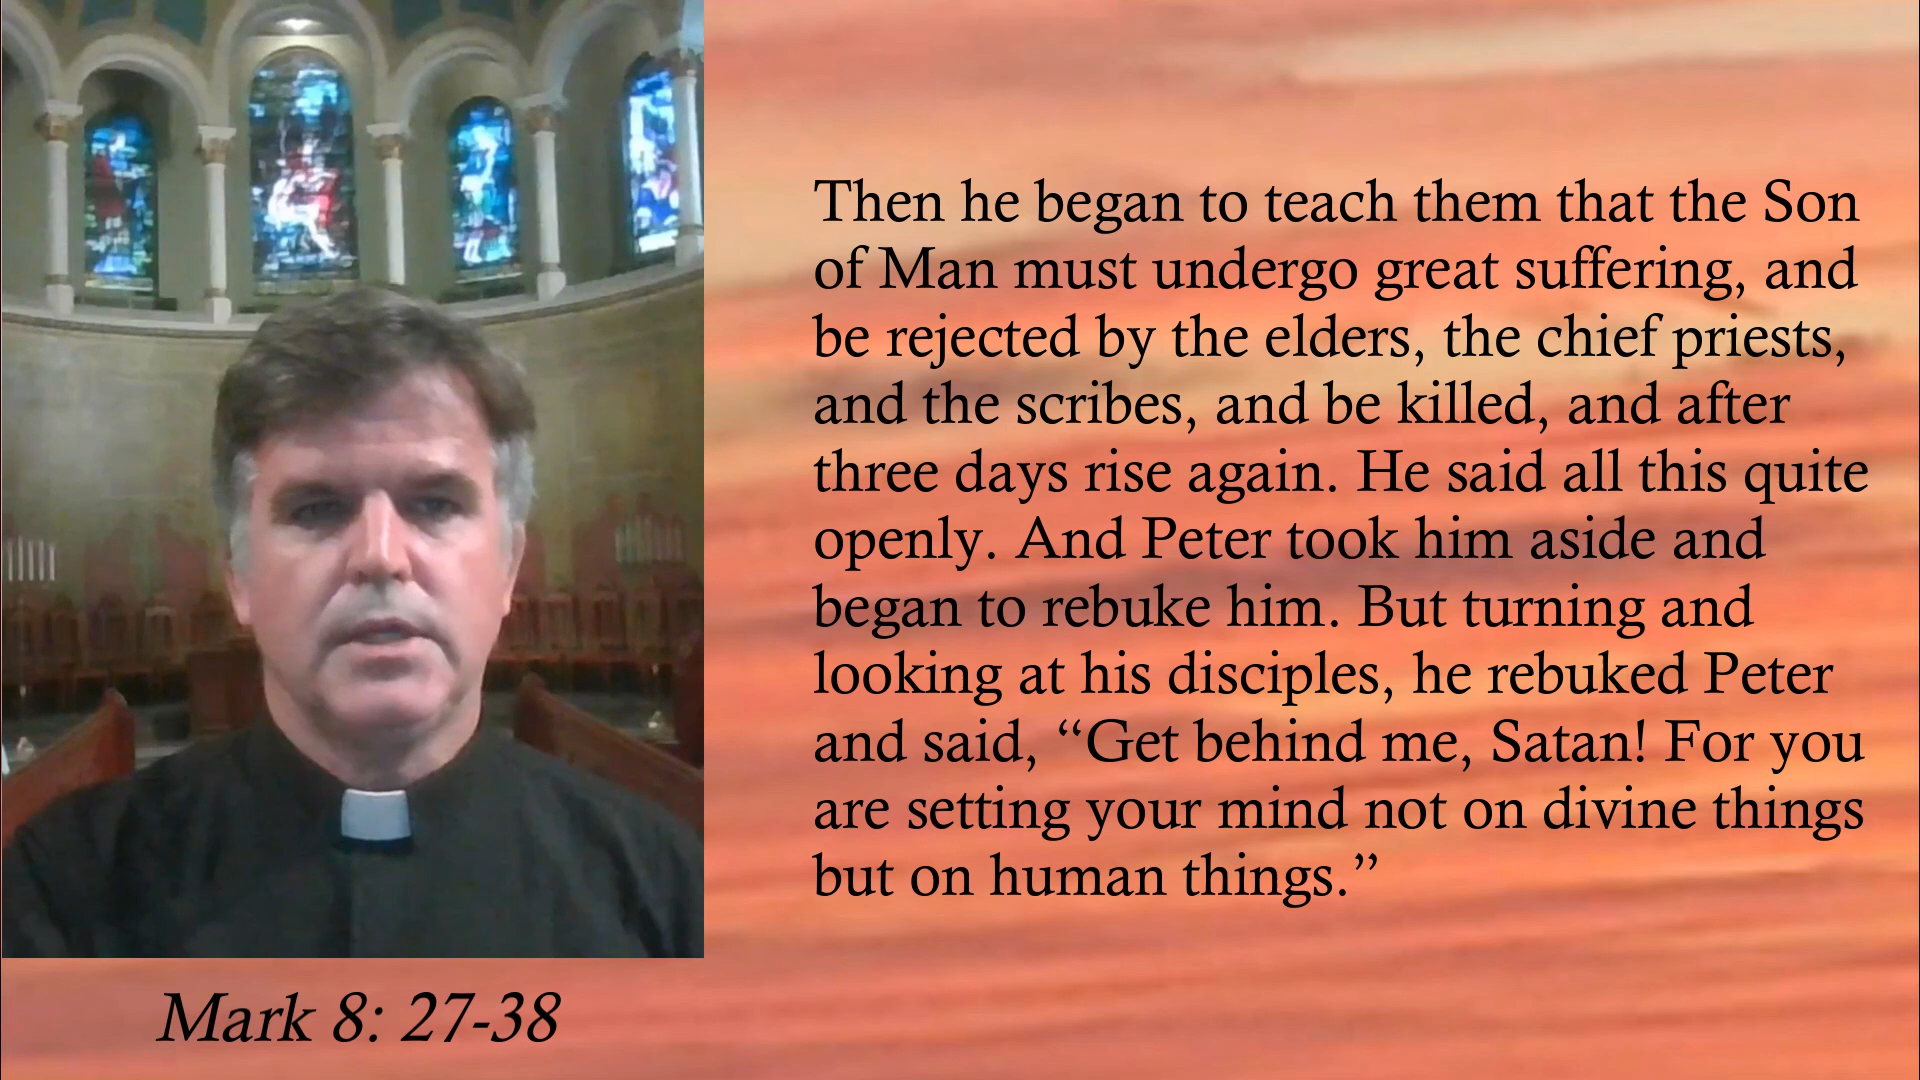 Then he began to teach them that the Son
of Man must undergo great suffering, and
be rejected by the elders, the chief priests,
and the scribes, and be killed, and after
three days rise again. He said all this quite
openly. And Peter took him aside and
began to rebuke him. But turning and
looking at his disciples, he rebuked Peter
and said, “Get behind me, Satan! For you
are setting your mind not on divine things
but on human things.”
Mark 8: 27-38